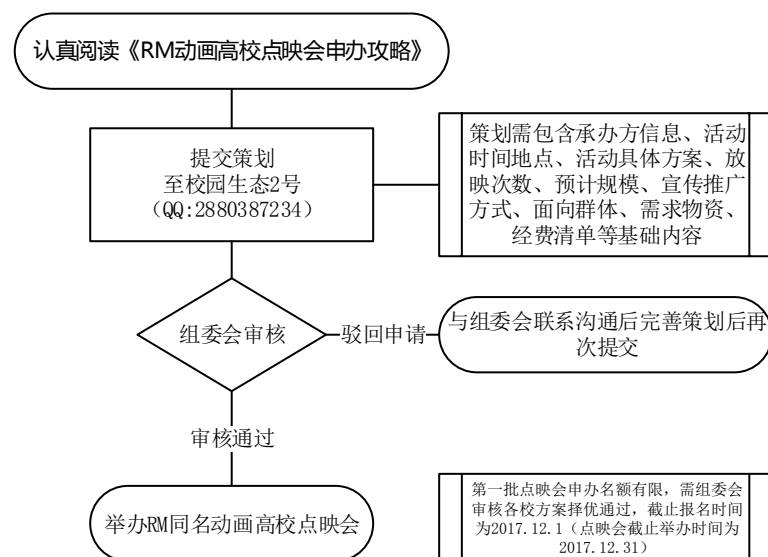 认真阅读《RM动画高校点映会申办攻略》
提交策划
至校园生态2号
（QQ:2880387234）
策划需包含承办方信息、活动
时间地点、活动具体方案、放
映次数、预计规模、宣传推广
方式、面向群体、需求物资、
经费清单等基础内容
组委会审核
驳回申请
与组委会联系沟通后完善策划后再
次提交
审核通过
举办RM同名动画高校点映会
第一批点映会申办名额有限，需组委会
审核各校方案择优通过，截止报名时间
为2017.12.1（点映会截止举办时间为
2017.12.31）